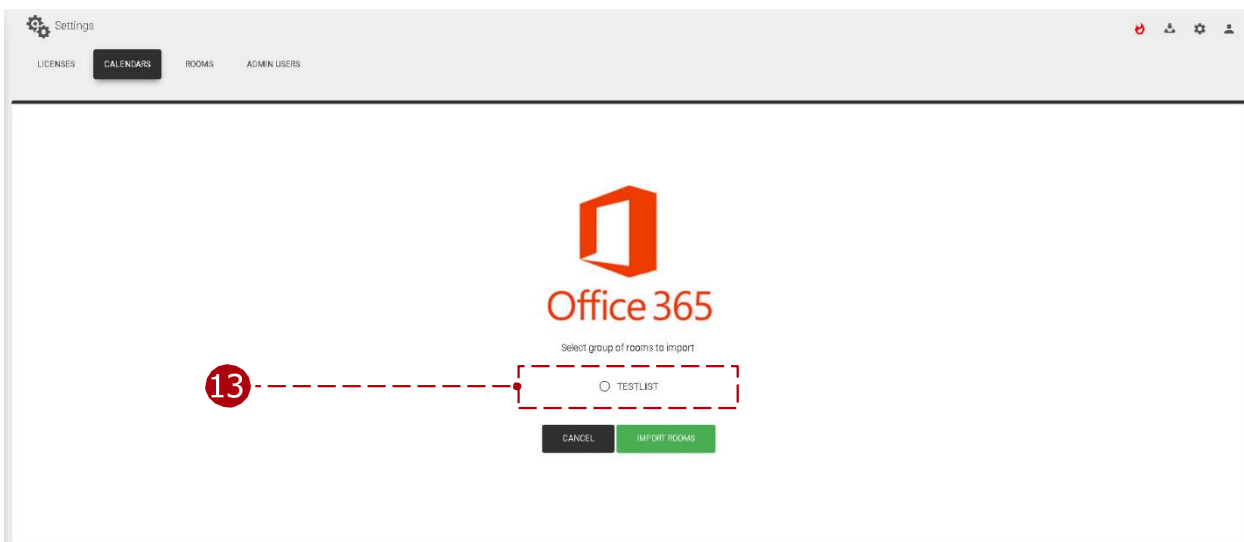 Settings
LICENSES CALENDARS ROOMS ADMIN USERS
Office 365
Select group of rooms to import
13
TESTLIST
CANCEL IMPORT ROOMS